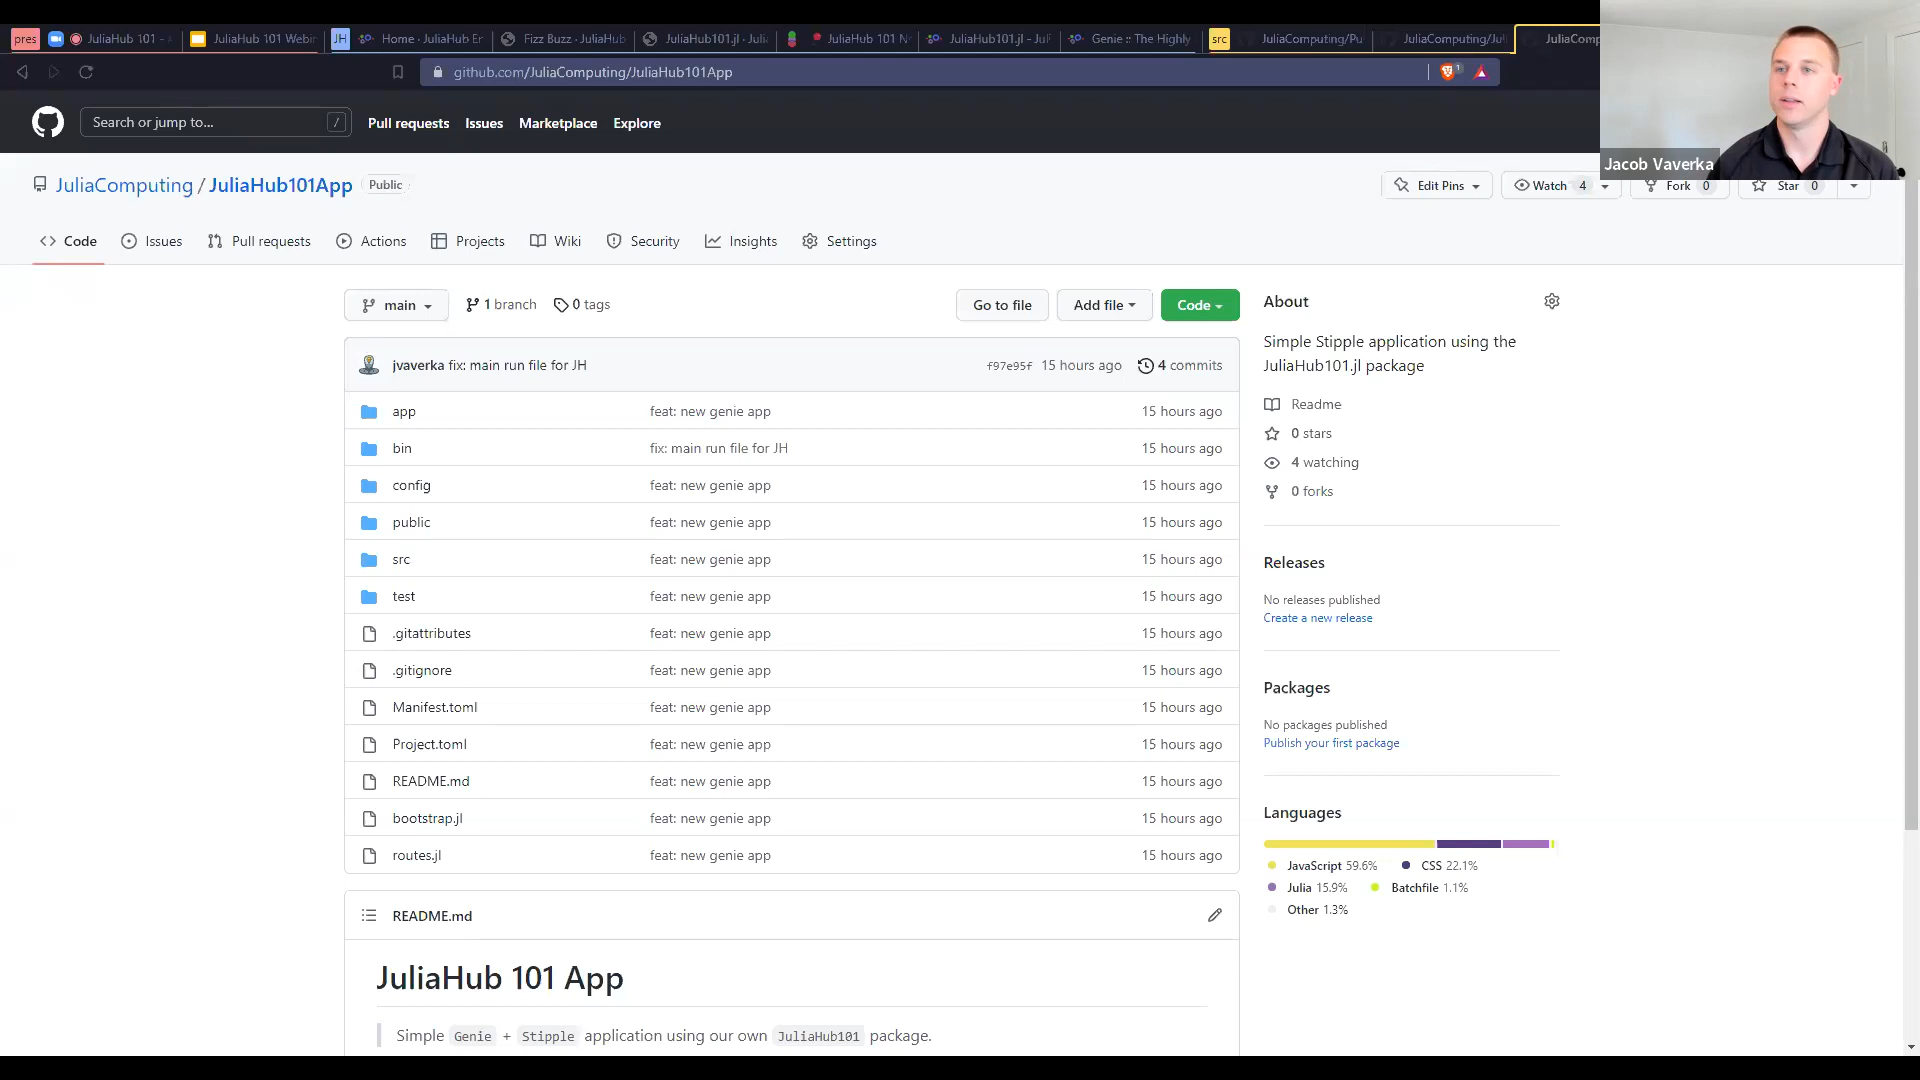 pres JuliaHub 101 - JuliaHub 101 Webin JH Home · JuliaHub En Fizz Buzz · JuliaHub JuliaHub101.jl · Julia JuliaHub 101 N JuliaHub101.jl - Juli Genie :: The Highly src JuliaComputing/Pu JuliaComputing/Jul JuliaComp
github.com/JuliaComputing/JuliaHub101App 1
Search or jump to... / Pull requests Issues Marketplace Explore
Jacob Vaverka
JuliaComputing / JuliaHub101App Public Edit Pins Watch 4 Fork 0 Star 0
Code Issues Pull requests Actions Projects Wiki Security Insights Settings
main 1 branch 0 tags Go to file Add file Code
jvaverka fix: main run file for JH f97e95f 15 hours ago 4 commits
app feat: new genie app 15 hours ago
bin fix: main run file for JH 15 hours ago
config feat: new genie app 15 hours ago
public feat: new genie app 15 hours ago
src feat: new genie app 15 hours ago
test feat: new genie app 15 hours ago
.gitattributes feat: new genie app 15 hours ago
.gitignore feat: new genie app 15 hours ago
Manifest.toml feat: new genie app 15 hours ago
Project.toml feat: new genie app 15 hours ago
README.md feat: new genie app 15 hours ago
bootstrap.jl feat: new genie app 15 hours ago
routes.jl feat: new genie app 15 hours ago
README.md
JuliaHub 101 App
Simple Genie + Stipple application using our own JuliaHub101 package.
About
Simple Stipple application using the
JuliaHub101.jl package
Readme
0 stars
4 watching
0 forks
Releases
No releases published
Create a new release
Packages
No packages published
Publish your first package
Languages
JavaScript 59.6% CSS 22.1%
Julia 15.9% Batchfile 1.1%
Other 1.3%